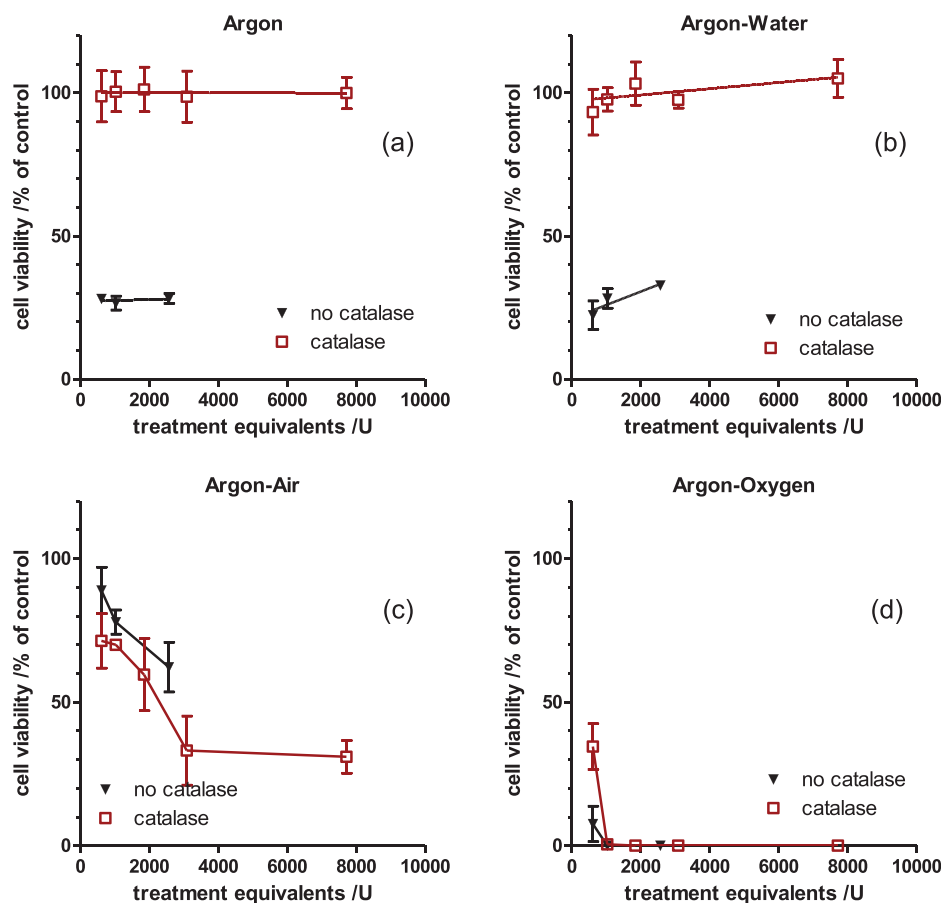 Argon
cell viability /% of control
100
50
0
(a)
no catalase
catalase
0 2000 4000 6000 8000 10000
treatment equivalents /U
Argon-Water
cell viability /% of control
100
50
0
(b)
no catalase
catalase
0 2000 4000 6000 8000 10000
treatment equivalents /U
Argon-Air
cell viability /% of control
100
50
0
(c)
no catalase
catalase
0 2000 4000 6000 8000 10000
treatment equivalents /U
Argon-Oxygen
cell viability /% of control
100
50
0
(d)
no catalase
catalase
0 2000 4000 6000 8000 10000
treatment equivalents /U